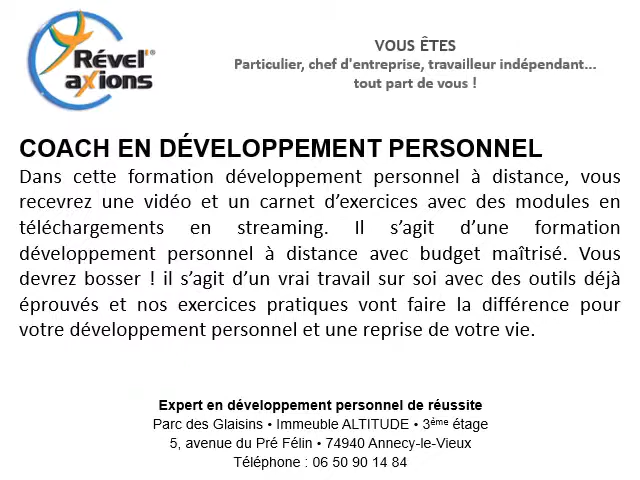 Rével'®
aXions
VOUS ÊTES
Particulier, chef d'entreprise, travailleur indépendant...
tout part de vous !
COACH EN DÉVELOPPEMENT PERSONNEL
Dans cette formation développement personnel à distance, vous
recevrez une vidéo et un carnet d’exercices avec des modules en
téléchargements en streaming. Il s’agit d’une formation
développement personnel à distance avec budget maîtrisé. Vous
devrez bosser ! il s’agit d’un vrai travail sur soi avec des outils déjà
éprouvés et nos exercices pratiques vont faire la différence pour
votre développement personnel et une reprise de votre vie.
Expert en développement personnel de réussite
Parc des Glaisins • Immeuble ALTITUDE • 3ème étage
5, avenue du Pré Félin • 74940 Annecy-le-Vieux
Téléphone : 06 50 90 14 84